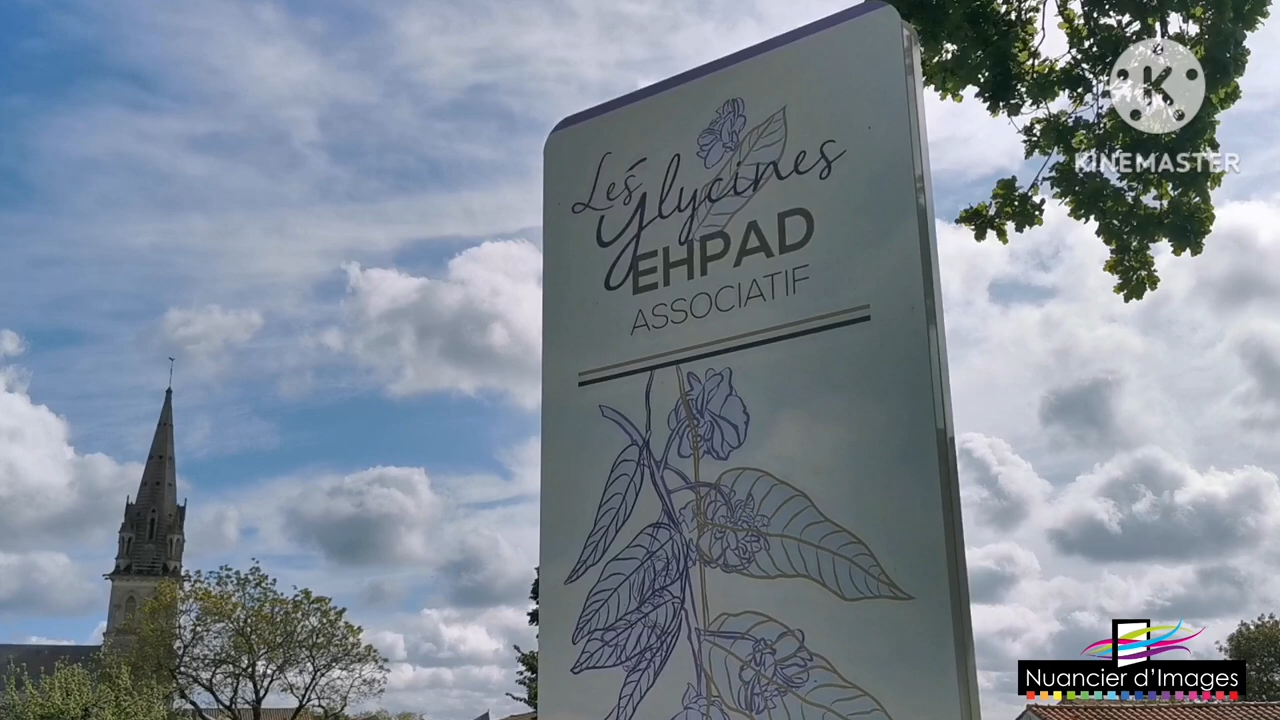 Les
Glycines
EHPAD
ASSOCIATIF
K
KINEMASTER
Nuancier d'Images